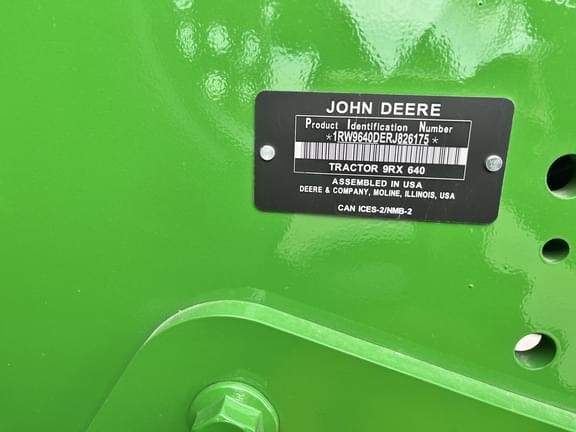 JOHN DEERE
Product Identification Number
*1RW9640DERJ826175*
TRACTOR 9RX 640
ASSEMBLED IN USA
DEERE & COMPANY, MOLINE, ILLINOIS, USA
CAN ICES-2/NMB-2